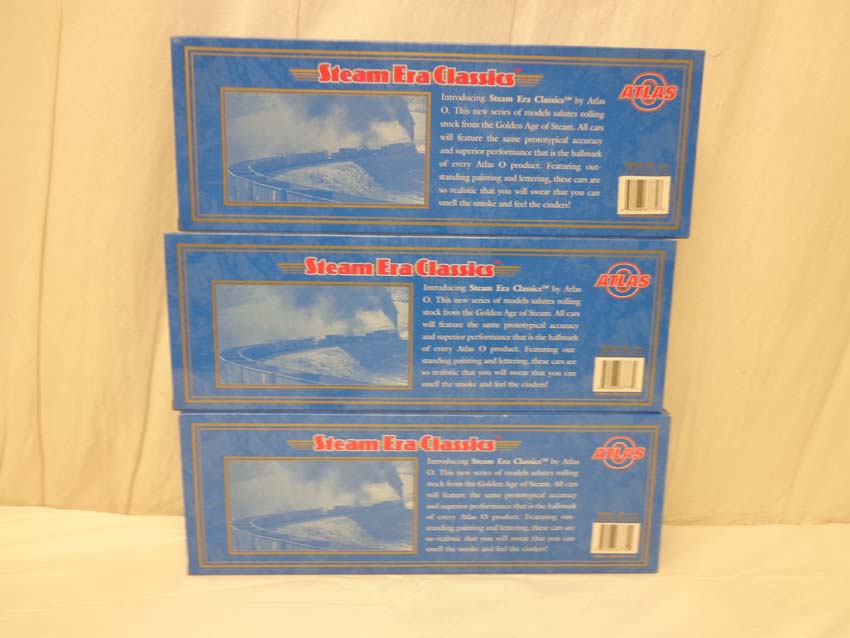 Steam Era Classics™
ATLAS
O
Introducing Steam Era Classics™ by Atlas
O. This new series of models salutes rolling
stock from the Golden Age of Steam. All cars
will feature the same prototypical accuracy
and superior performance that is the hallmark
of every Atlas O product. Featuring out-
standing painting and lettering, these cars are
so realistic that you will swear that you can
smell the smoke and feel the cinders!
Steam Era Classics™
ATLAS
O
Introducing Steam Era Classics™ by Atlas
O. This new series of models salutes rolling
stock from the Golden Age of Steam. All cars
will feature the same prototypical accuracy
and superior performance that is the hallmark
of every Atlas O product. Featuring out-
standing painting and lettering, these cars are
so realistic that you will swear that you can
smell the smoke and feel the cinders!
Steam Era Classics™
ATLAS
O
Introducing Steam Era Classics™ by Atlas
O. This new series of models salutes rolling
stock from the Golden Age of Steam. All cars
will feature the same prototypical accuracy
and superior performance that is the hallmark
of every Atlas O product. Featuring out-
standing painting and lettering, these cars are
so realistic that you will swear that you can
smell the smoke and feel the cinders!